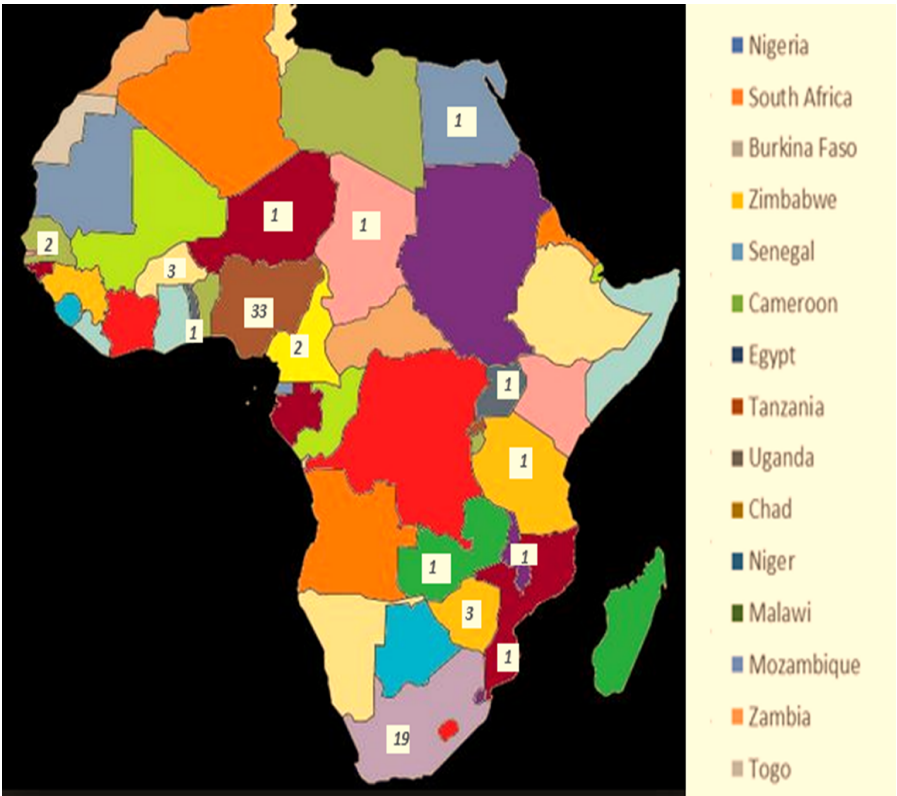 1
1
1
2
3
33
1
2
1
1
1
1
3
1
19
Nigeria
South Africa
Burkina Faso
Zimbabwe
Senegal
Cameroon
Egypt
Tanzania
Uganda
Chad
Niger
Malawi
Mozambique
Zambia
Togo